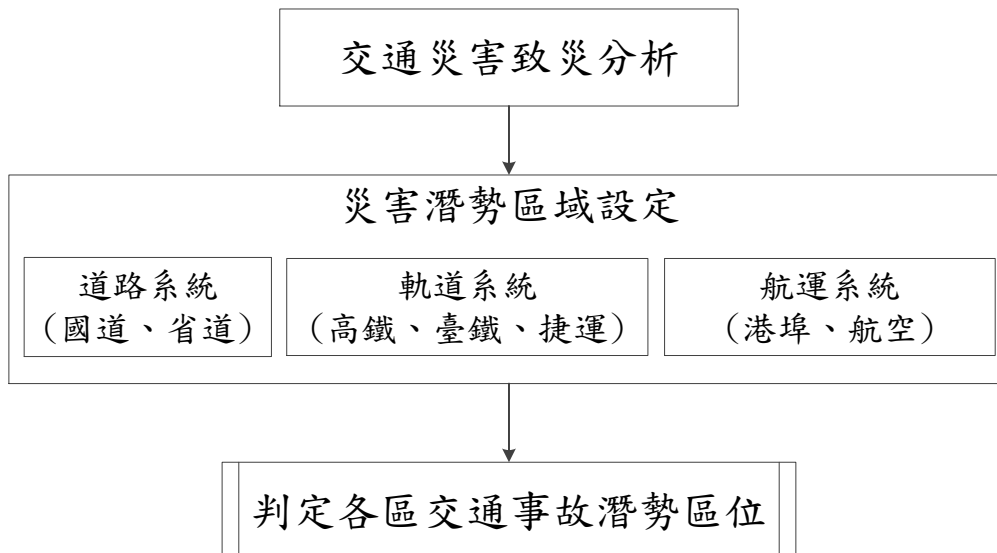 交通災害致災分析
災害潛勢區域設定
道路系統
（國道、省道）
軌道系統
（高鐵、臺鐵、捷運）
航運系統
（港埠、航空）
判定各區交通事故潛勢區位